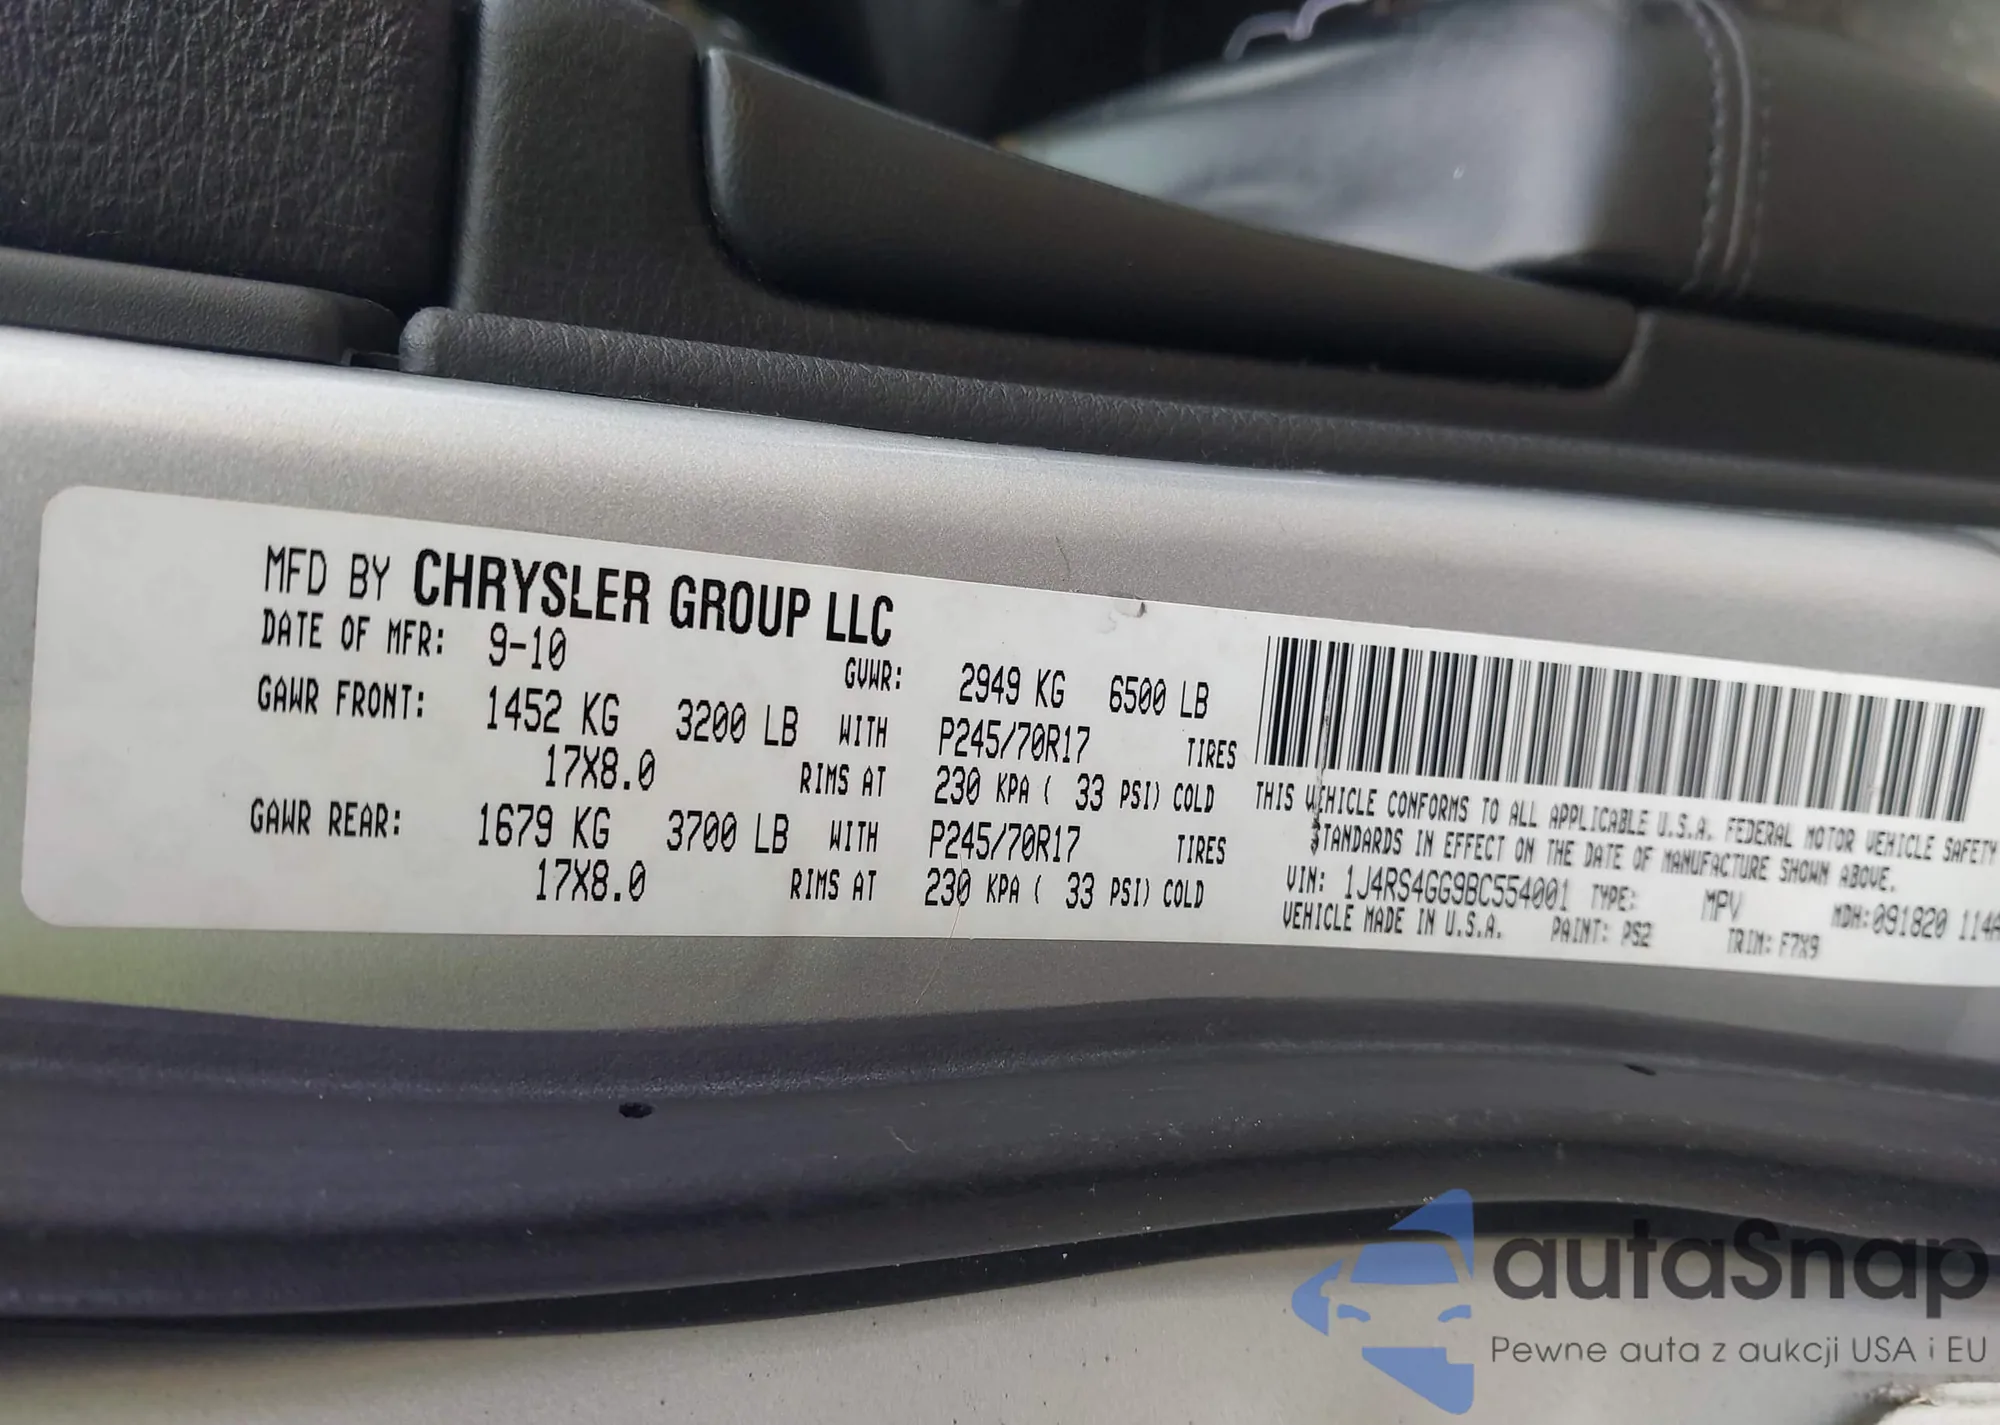 MFD BY CHRYSLER GROUP LLC
DATE OF MFR: 9-10 GVWR: 2949 KG 6500 LB
GAWR FRONT: 1452 KG 3200 LB WITH P245/70R17 TIRES
17X8.0 RIMS AT 230 KPA ( 33 PSI) COLD
GAWR REAR: 1679 KG 3700 LB WITH P245/70R17 TIRES
17X8.0 RIMS AT 230 KPA ( 33 PSI) COLD
THIS VEHICLE CONFORMS TO ALL APPLICABLE U.S.A. FEDERAL MOTOR VEHICLE SAFETY
STANDARDS IN EFFECT ON THE DATE OF MANUFACTURE SHOWN ABOVE.
VIN: 1J4RS4GG9BC554001 TYPE: MPV MDH:091820 114A
VEHICLE MADE IN U.S.A. PAINT: PS2 TRIM: F7X9
autaSnap
Pewne auta z aukcji USA i EU